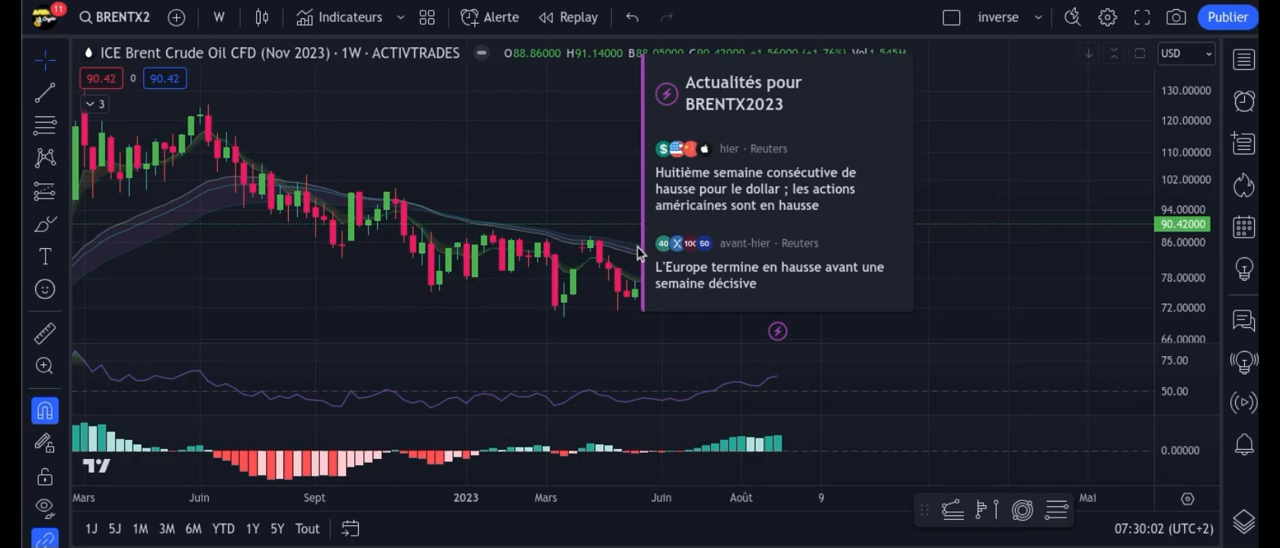 11
BRENTX2
W
Indicateurs
Alerte
Replay
inverse
Publier
ICE Brent Crude Oil CFD (Nov 2023) · 1W · ACTIVTRADES
O88.86000 H91.14000
USD
90.42 0 90.42
3
Actualités pour
BRENTX2023
hier · Reuters
Huitième semaine consécutive de
hausse pour le dollar ; les actions
américaines sont en hausse
40 100 50 avant-hier · Reuters
L'Europe termine en hausse avant une
semaine décisive
130.00000
120.00000
110.00000
102.00000
94.00000
90.42000
86.00000
78.00000
72.00000
66.00000
75.00
50.00
0.00000
Mars Juin Sept 2023 Mars Juin Août 9 Mai
1J 5J 1M 3M 6M YTD 1Y 5Y Tout
07:30:02 (UTC+2)